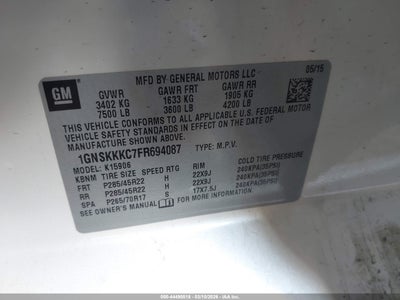 GM
MFD BY GENERAL MOTORS LLC
05/15
GVWR GAWR FRT GAWR RR
3402 KG 1633 KG 1905 KG
7500 LB 3600 LB 4200 LB
THIS VEHICLE CONFORMS TO ALL APPLICABLE U.S. FEDERAL MOTOR
VEHICLE SAFETY STANDARDS IN EFFECT ON THE DATE OF
MANUFACTURE SHOWN ABOVE.
1GNSKKKC7FR694087 TYPE: M.P.V.
MODEL: K15906
KBNM TIRE SIZE SPEED RTG RIM COLD TIRE PRESSURE
FRT P285/45R22 H 22X9J 240KPA(35PSI)
RR P285/45R22 H 22X9J 240KPA(35PSI)
SP P265/70R17 S 17X7.5J 240KPA(35PSI)
SEE OWNER'S MANUAL FOR ADDITIONAL INFORMATION.